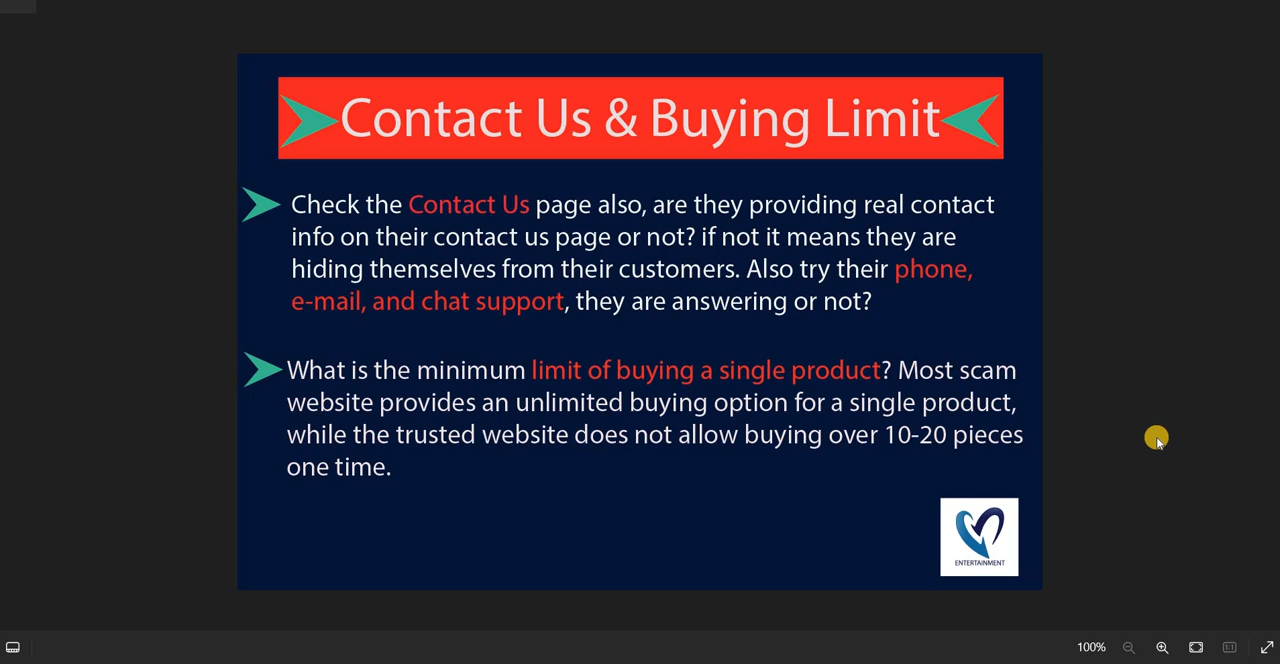 Contact Us & Buying Limit
Check the Contact Us page also, are they providing real contact
info on their contact us page or not? if not it means they are
hiding themselves from their customers. Also try their phone,
e-mail, and chat support, they are answering or not?
What is the minimum limit of buying a single product? Most scam
website provides an unlimited buying option for a single product,
while the trusted website does not allow buying over 10-20 pieces
one time.
ENTERTAINMENT
100%
1:1